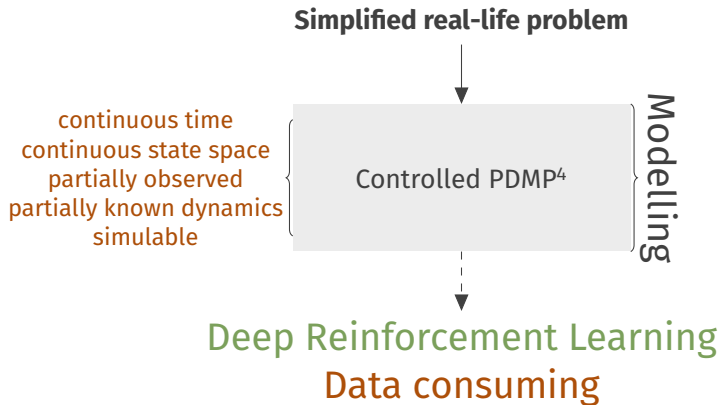 Simplified real-life problem
continuous time
continuous state space
partially observed
partially known dynamics
simulable
Controlled PDMP⁴
Modelling
Deep Reinforcement Learning
Data consuming